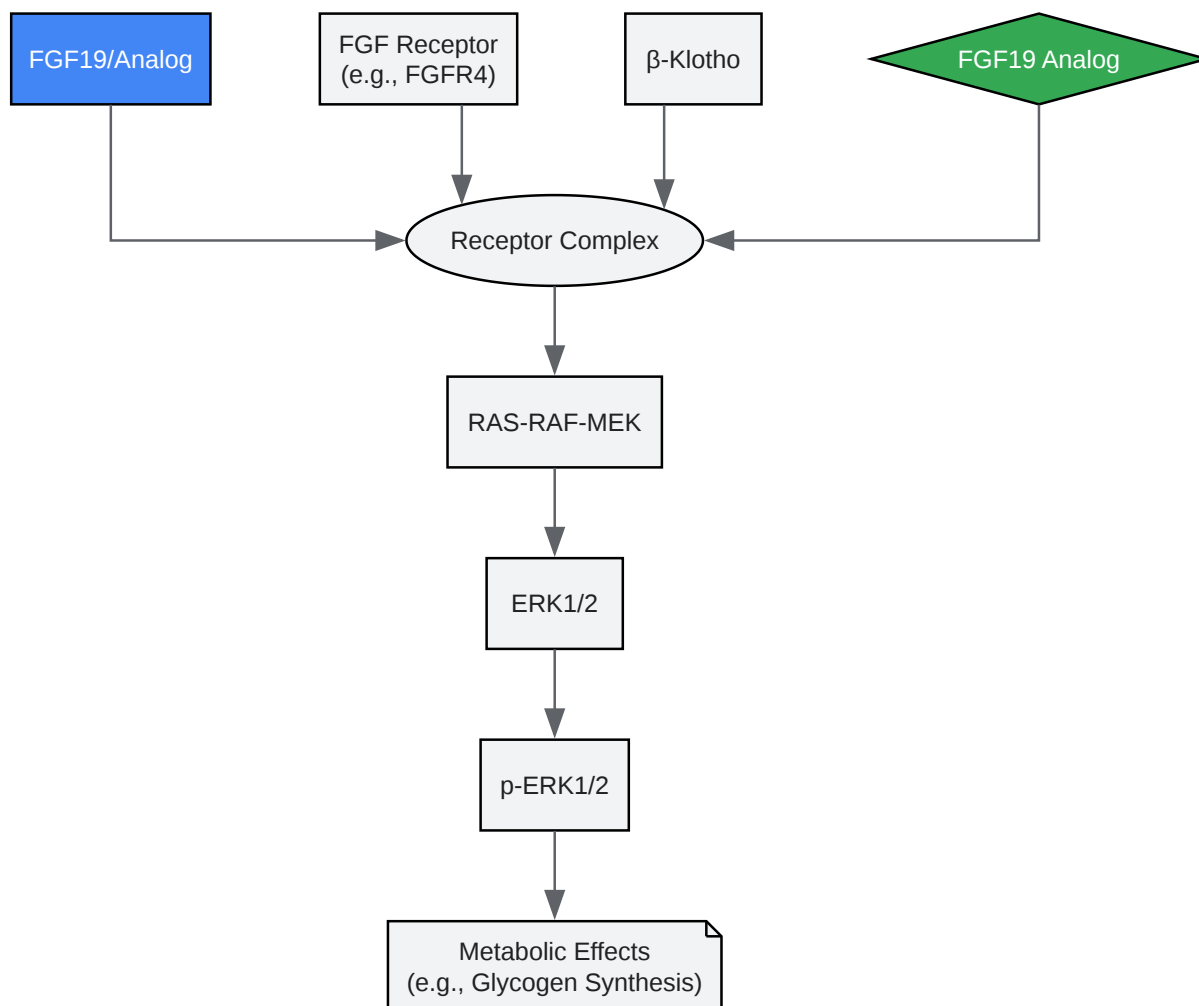 FGF19/Analog
FGF Receptor
(e.g., FGFR4)
β-Klotho
FGF19 Analog
Receptor Complex
RAS-RAF-MEK
ERK1/2
p-ERK1/2
Metabolic Effects
(e.g., Glycogen Synthesis)